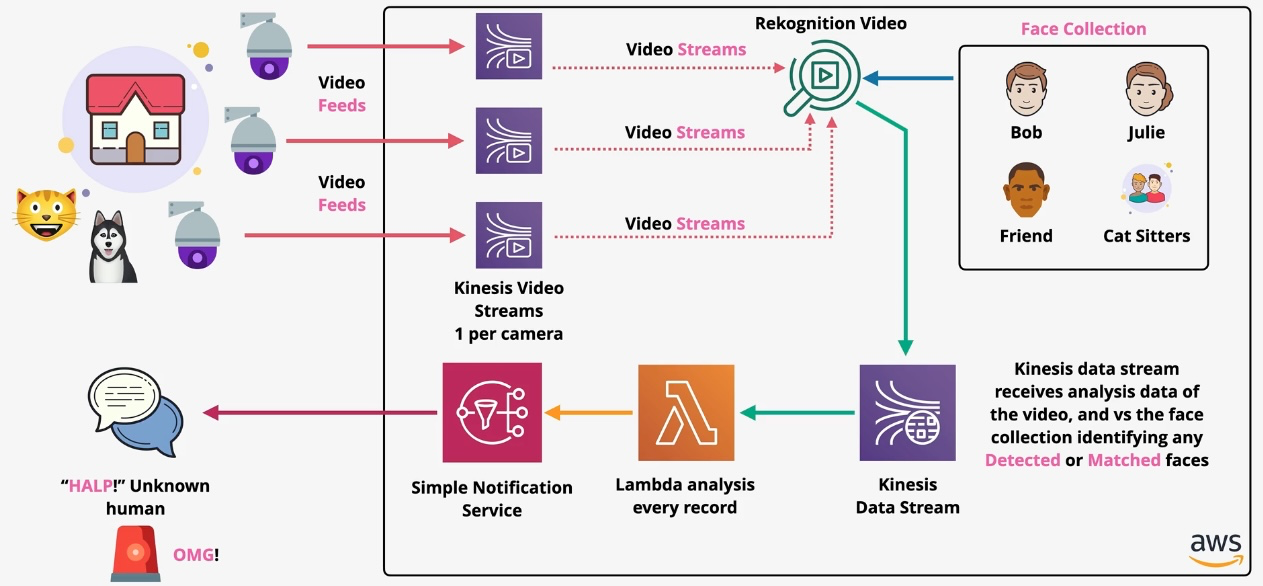 Rekognition Video
Face Collection
Video Streams
Video
Feeds
Bob
Julie
Video Streams
Video
Feeds
Video Streams
Friend
Cat Sitters
Kinesis Video
Streams
1 per camera
Kinesis data stream
receives analysis data of
the video, and vs the face
collection identifying any
Detected or Matched faces
“HALP!” Unknown
human
OMG!
Simple Notification
Service
Lambda analysis
every record
Kinesis
Data Stream
aws